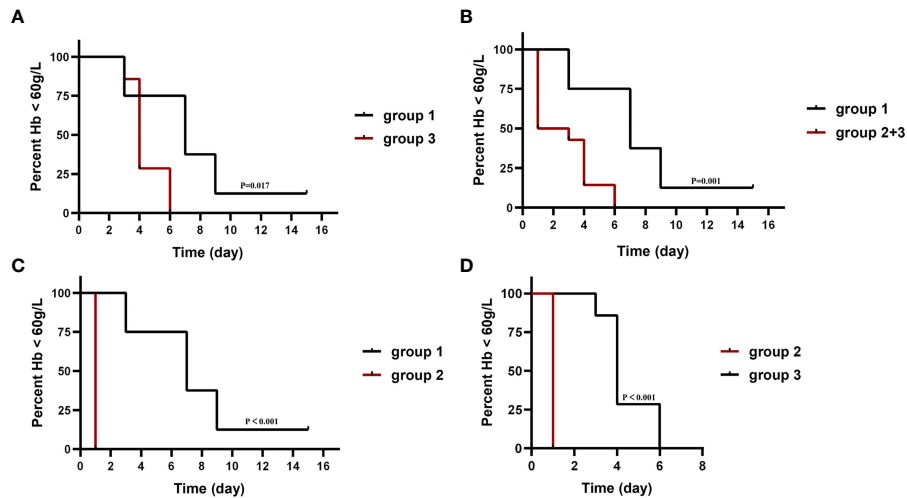 A
Percent Hb < 60g/L
100
75
50
25
0
0 2 4 6 8 10 12 14 16
Time (day)
P=0.017
group 1
group 3
B
Percent Hb < 60g/L
100
75
50
25
0
0 2 4 6 8 10 12 14 16
Time (day)
P=0.001
group 1
group 2+3
C
Percent Hb < 60g/L
100
75
50
25
0
0 2 4 6 8 10 12 14 16
Time (day)
P < 0.001
group 1
group 2
D
Percent Hb < 60g/L
100
75
50
25
0
0 2 4 6 8
Time (day)
P < 0.001
group 2
group 3